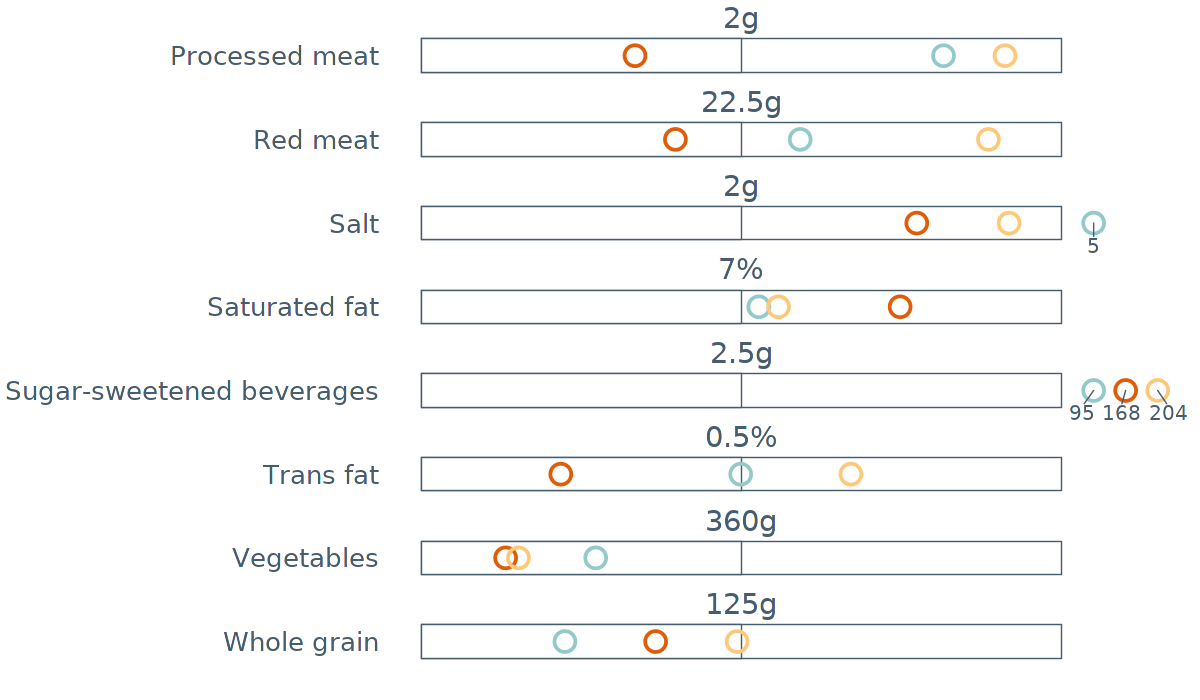 2g
Processed meat
22.5g
Red meat
2g
Salt
5
7%
Saturated fat
2.5g
Sugar-sweetened beverages
95 168 204
0.5%
Trans fat
360g
Vegetables
125g
Whole grain